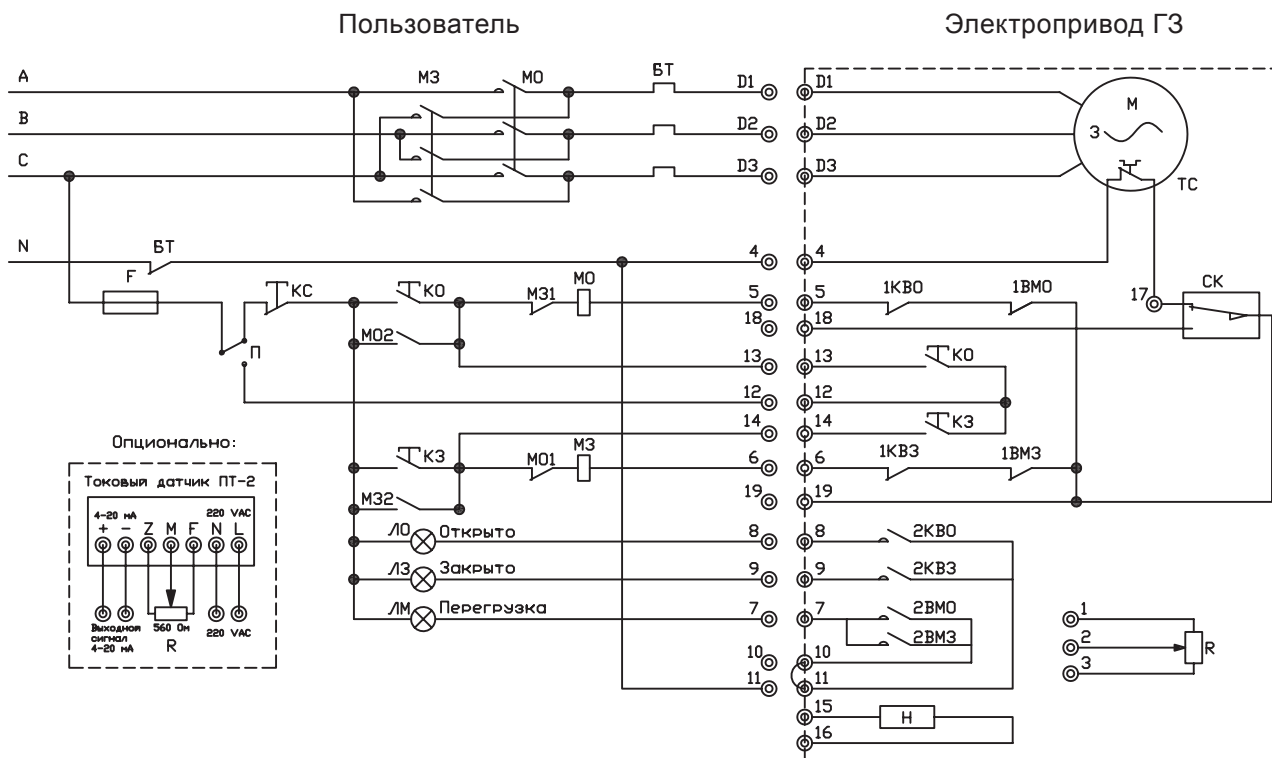 Пользователь
Электропривод ГЗ
A
МЗ
МО
БТ
D1
D1
B
D2
D2
C
D3
D3
М
3
ТС
N
БТ
4
4
F
КС
КО
МЗ1
МО
5
5
1КВО
1ВМО
17
СК
18
18
П
МО2
13
13
КО
12
12
14
14
КЗ
КЗ
МО1
МЗ
6
6
1КВЗ
1ВМЗ
МЗ2
19
19
ЛО
Открыто
8
8
2КВО
ЛЗ
Закрыто
9
9
2КВЗ
ЛМ
Перегрузка
7
7
2ВМО
2ВМЗ
10
10
11
11
15
Н
16
1
2
3
R
Опционально:
Токовый датчик ПТ-2
4-20 мА
220 VAC
+ - Z M F N L
Выходной
сигнал
4-20 мА
560 Ом
R
220 VAC